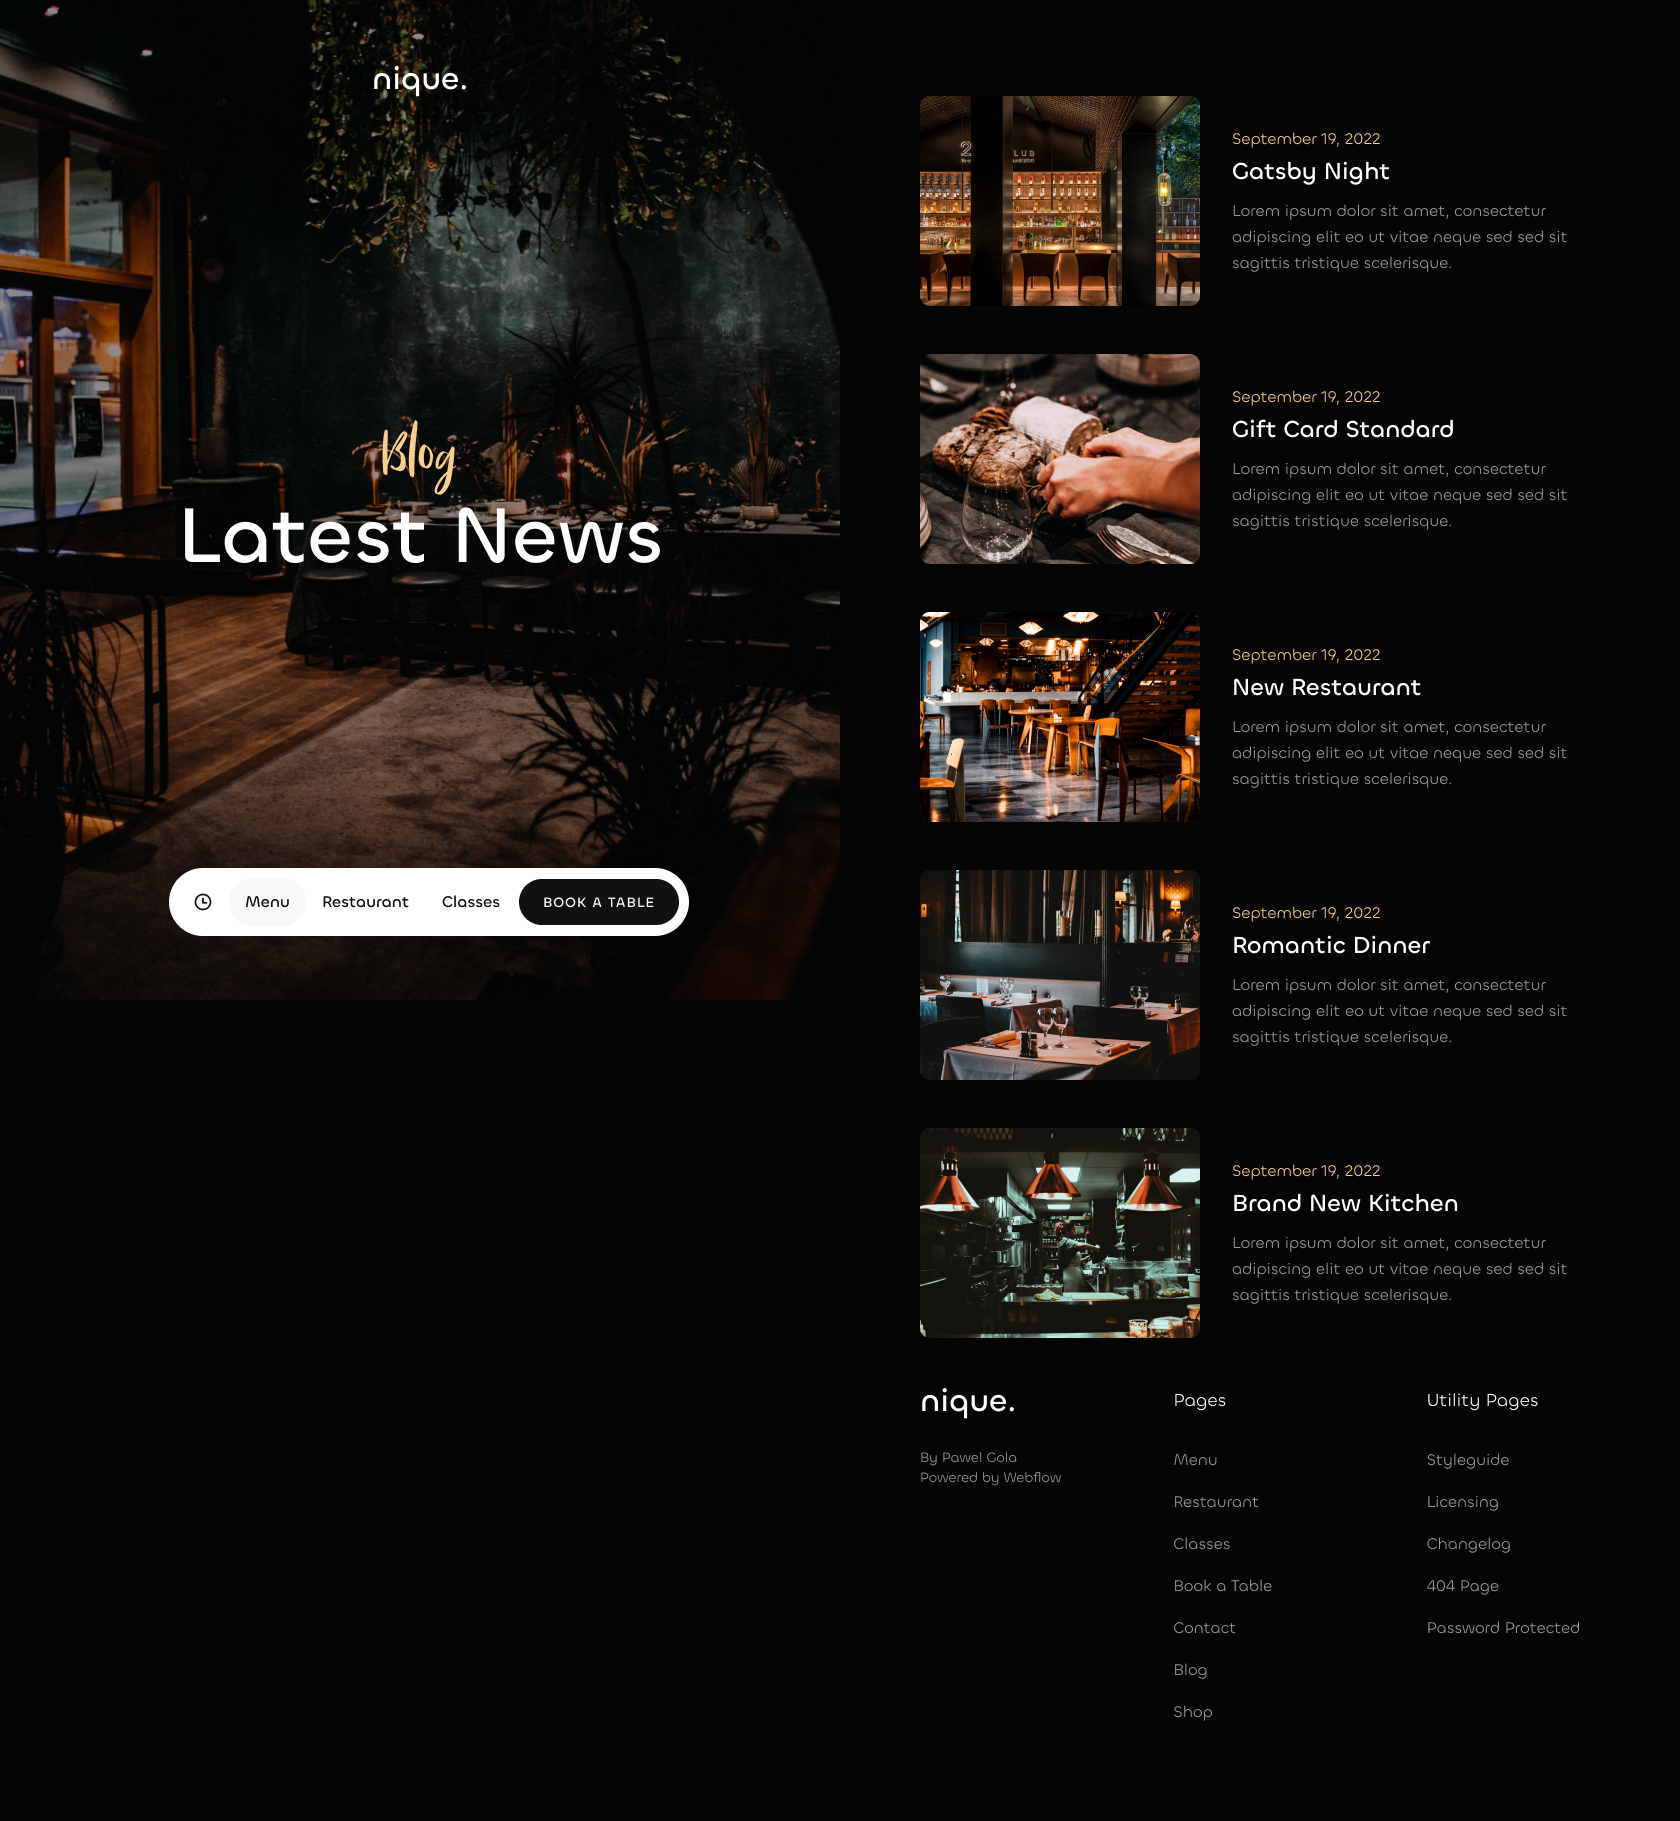 nique.
Blog
Latest News
Menu
Restaurant
Classes
BOOK A TABLE
September 19, 2022
Gatsby Night
Lorem ipsum dolor sit amet, consectetur
adipiscing elit eo ut vitae neque sed sed sit
sagittis tristique scelerisque.
September 19, 2022
Gift Card Standard
Lorem ipsum dolor sit amet, consectetur
adipiscing elit eo ut vitae neque sed sed sit
sagittis tristique scelerisque.
September 19, 2022
New Restaurant
Lorem ipsum dolor sit amet, consectetur
adipiscing elit eo ut vitae neque sed sed sit
sagittis tristique scelerisque.
September 19, 2022
Romantic Dinner
Lorem ipsum dolor sit amet, consectetur
adipiscing elit eo ut vitae neque sed sed sit
sagittis tristique scelerisque.
September 19, 2022
Brand New Kitchen
Lorem ipsum dolor sit amet, consectetur
adipiscing elit eo ut vitae neque sed sed sit
sagittis tristique scelerisque.
nique.
By Pawel Gola
Powered by Webflow
Pages
Menu
Restaurant
Classes
Book a Table
Contact
Blog
Shop
Utility Pages
Styleguide
Licensing
Changelog
404 Page
Password Protected